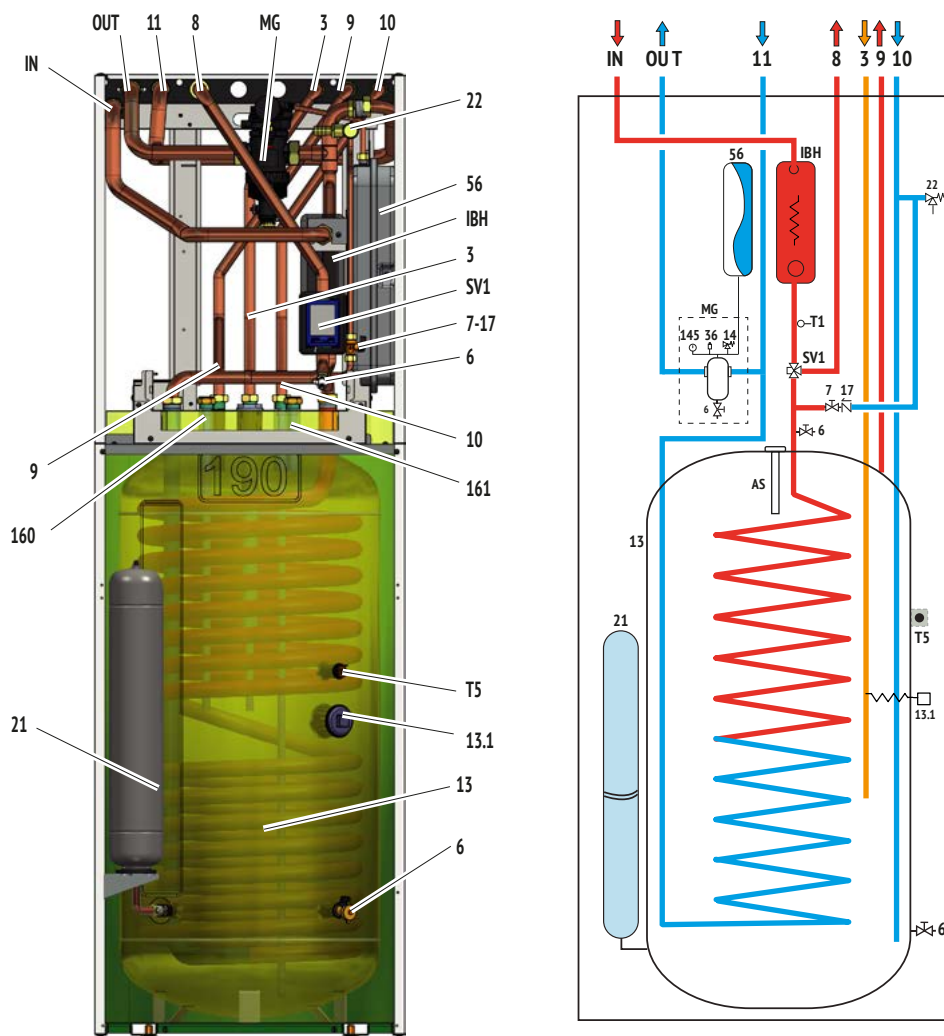 OUT 11 8 MG 3 9 10
IN
22
56
IBH
3
SV1
7-17
6
10
9
161
160
190
T5
21
13.1
13
6
IN OUT 11 8 3 9 10
56 IBH
22
MG
T1
145 36 14
SV1
7 17
6
6
AS
13
21
T5
13.1
6